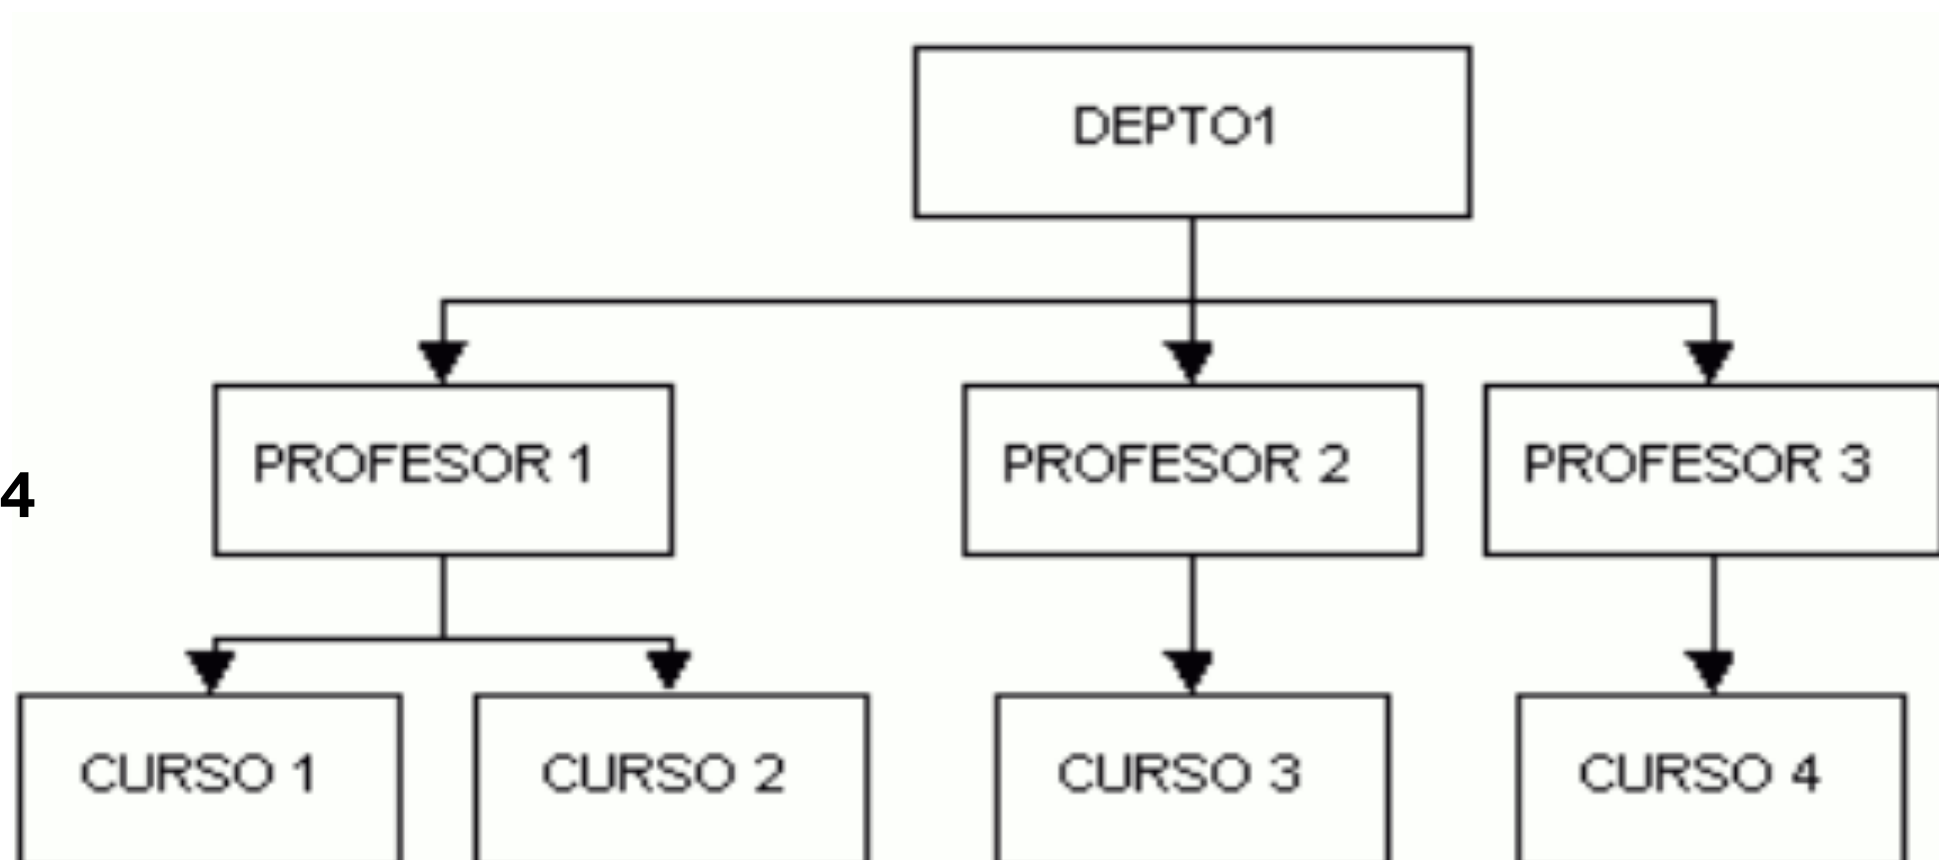 DEPTO1
PROFESOR 1
PROFESOR 2
PROFESOR 3
4
CURSO 1
CURSO 2
CURSO 3
CURSO 4